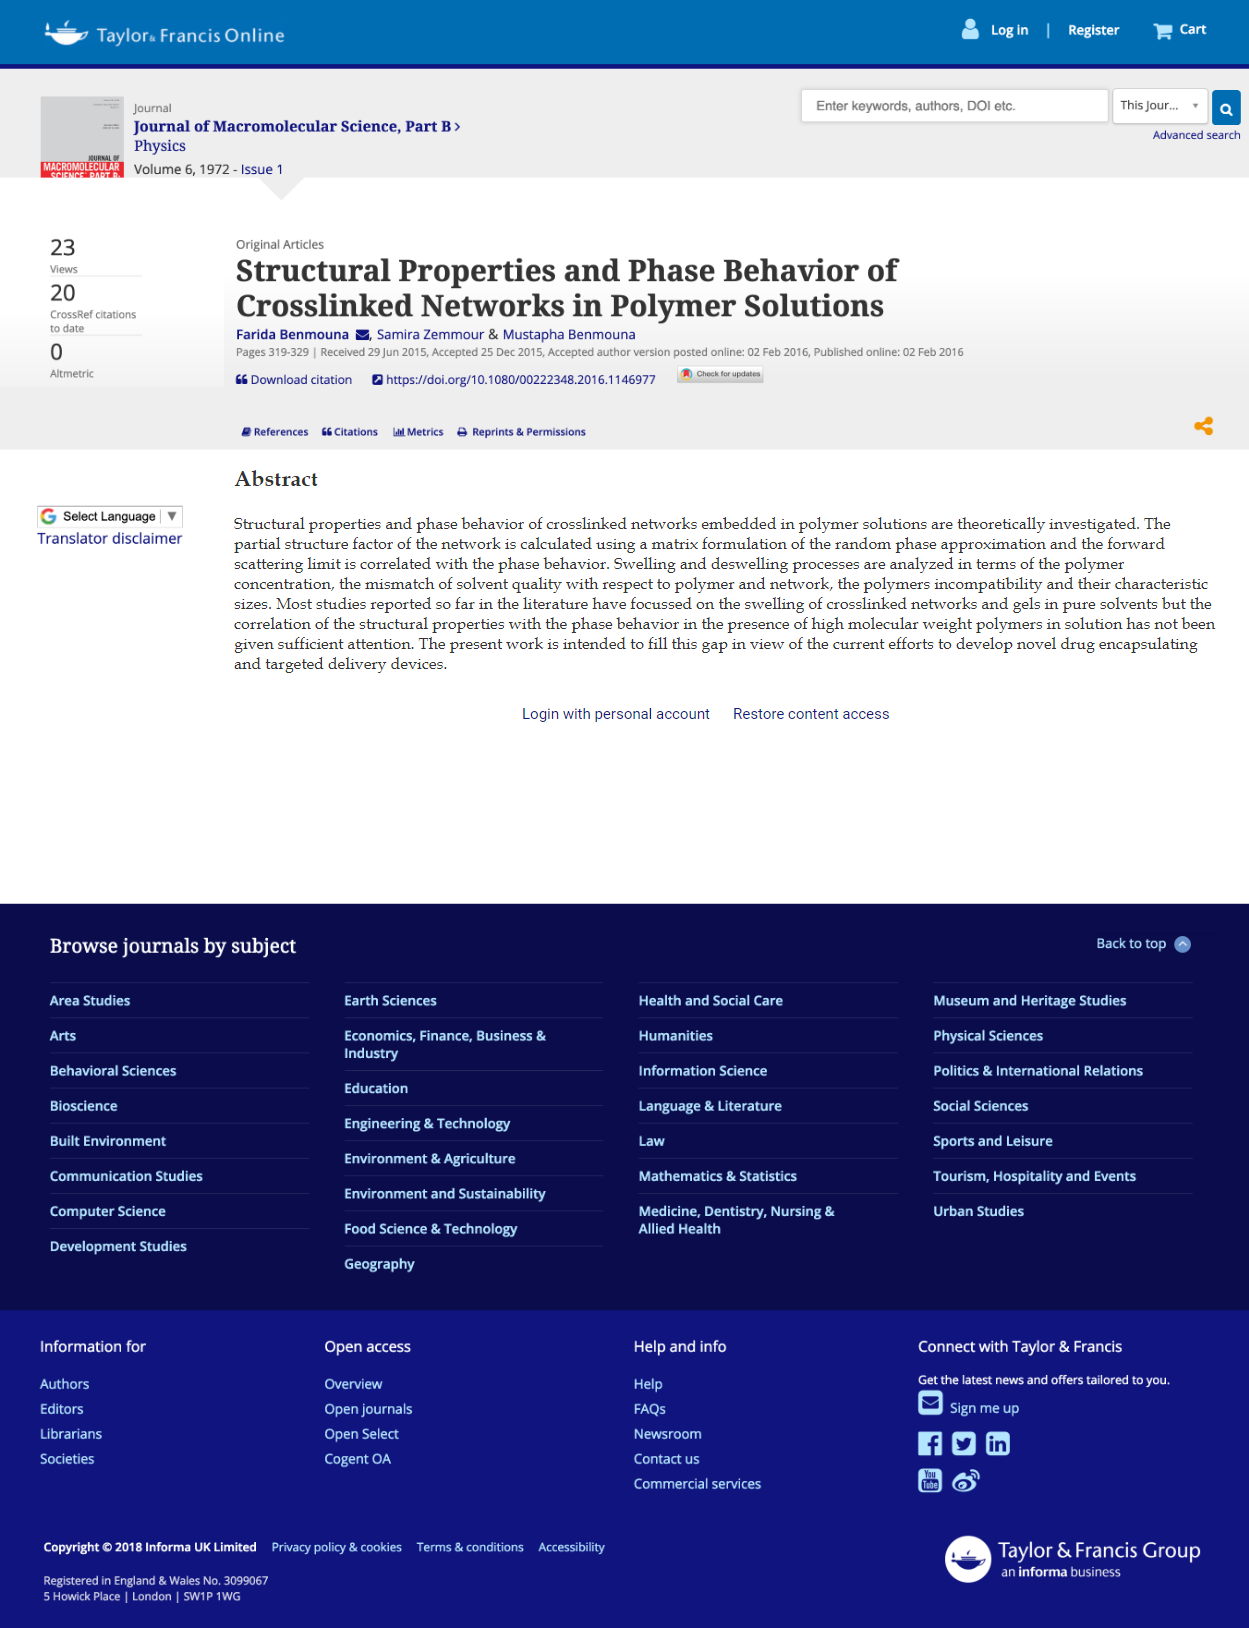 Taylor & Francis Online
Log in | Register Cart
Journal
Journal of Macromolecular Science, Part B >
Physics
Volume 6, 1972 - Issue 1
JOURNAL OF
MACROMOLECULAR
SCIENCE, PART B:
Enter keywords, authors, DOI etc.
This Jour...
Advanced search
23
Views
20
CrossRef citations
to date
0
Altmetric
Original Articles
Structural Properties and Phase Behavior of
Crosslinked Networks in Polymer Solutions
Farida Benmouna , Samira Zemmour & Mustapha Benmouna
Pages 319-329 | Received 29 Jun 2015, Accepted 25 Dec 2015, Accepted author version posted online: 02 Feb 2016, Published online: 02 Feb 2016
Download citation https://doi.org/10.1080/00222348.2016.1146977 Check for updates
References Citations Metrics Reprints & Permissions
Select Language ▼
Translator disclaimer
Abstract
Structural properties and phase behavior of crosslinked networks embedded in polymer solutions are theoretically investigated. The
partial structure factor of the network is calculated using a matrix formulation of the random phase approximation and the forward
scattering limit is correlated with the phase behavior. Swelling and deswelling processes are analyzed in terms of the polymer
concentration, the mismatch of solvent quality with respect to polymer and network, the polymers incompatibility and their characteristic
sizes. Most studies reported so far in the literature have focussed on the swelling of crosslinked networks and gels in pure solvents but the
correlation of the structural properties with the phase behavior in the presence of high molecular weight polymers in solution has not been
given sufficient attention. The present work is intended to fill this gap in view of the current efforts to develop novel drug encapsulating
and targeted delivery devices.
Login with personal account Restore content access
Browse journals by subject
Back to top
Area Studies
Arts
Behavioral Sciences
Bioscience
Built Environment
Communication Studies
Computer Science
Development Studies
Earth Sciences
Economics, Finance, Business &
Industry
Education
Engineering & Technology
Environment & Agriculture
Environment and Sustainability
Food Science & Technology
Geography
Health and Social Care
Humanities
Information Science
Language & Literature
Law
Mathematics & Statistics
Medicine, Dentistry, Nursing &
Allied Health
Museum and Heritage Studies
Physical Sciences
Politics & International Relations
Social Sciences
Sports and Leisure
Tourism, Hospitality and Events
Urban Studies
Information for
Authors
Editors
Librarians
Societies
Open access
Overview
Open journals
Open Select
Cogent OA
Help and info
Help
FAQs
Newsroom
Contact us
Commercial services
Connect with Taylor & Francis
Get the latest news and offers tailored to you.
Sign me up
You
Tube
Copyright © 2018 Informa UK Limited Privacy policy & cookies Terms & conditions Accessibility
Registered in England & Wales No. 3099067
5 Howick Place | London | SW1P 1WG
Taylor & Francis Group
an informa business